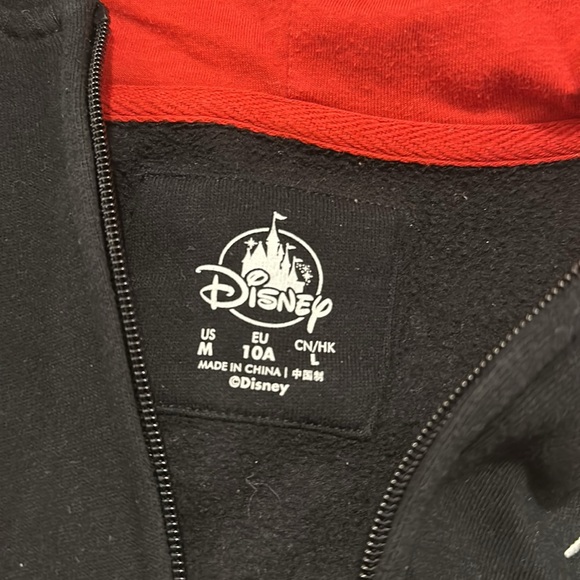 Disney
US EU CN/HK
M 10A L
MADE IN CHINA | 中国制
©Disney